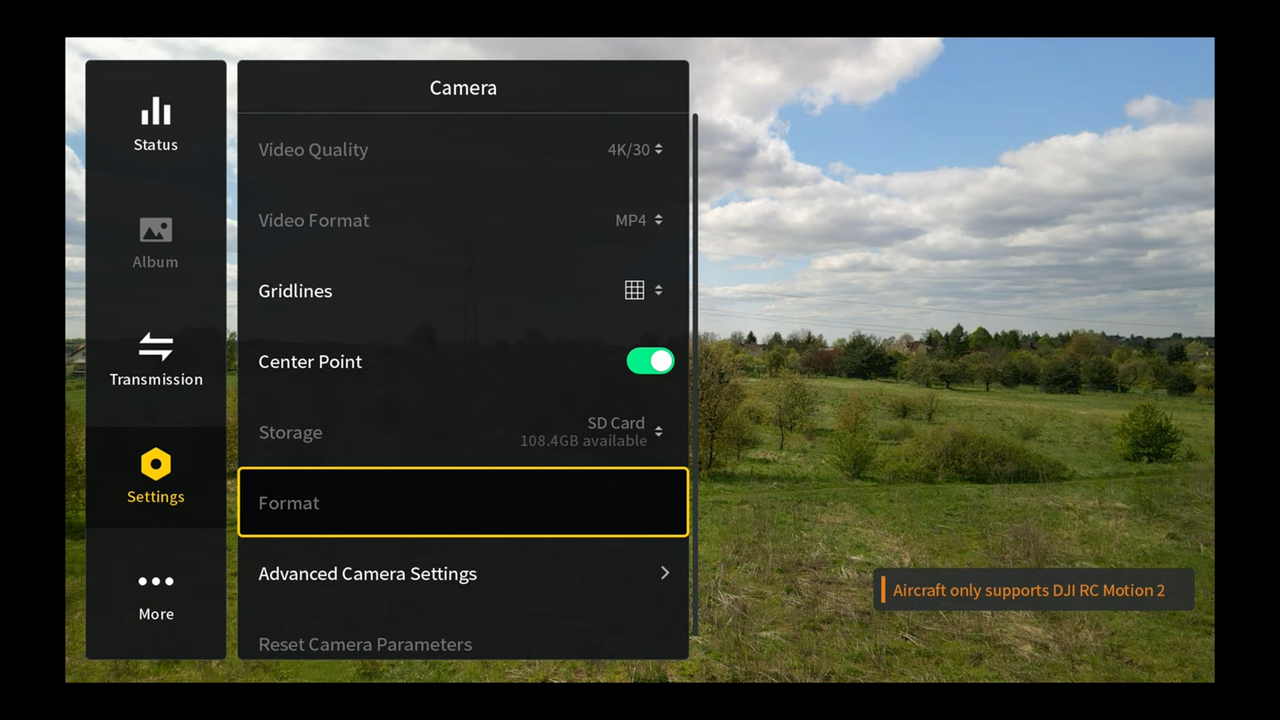 Status
Album
Transmission
Settings
More
Camera
Video Quality 4K/30
Video Format MP4
Gridlines
Center Point
Storage SD Card
108.4GB available
Format
Advanced Camera Settings
Reset Camera Parameters
Aircraft only supports DJI RC Motion 2